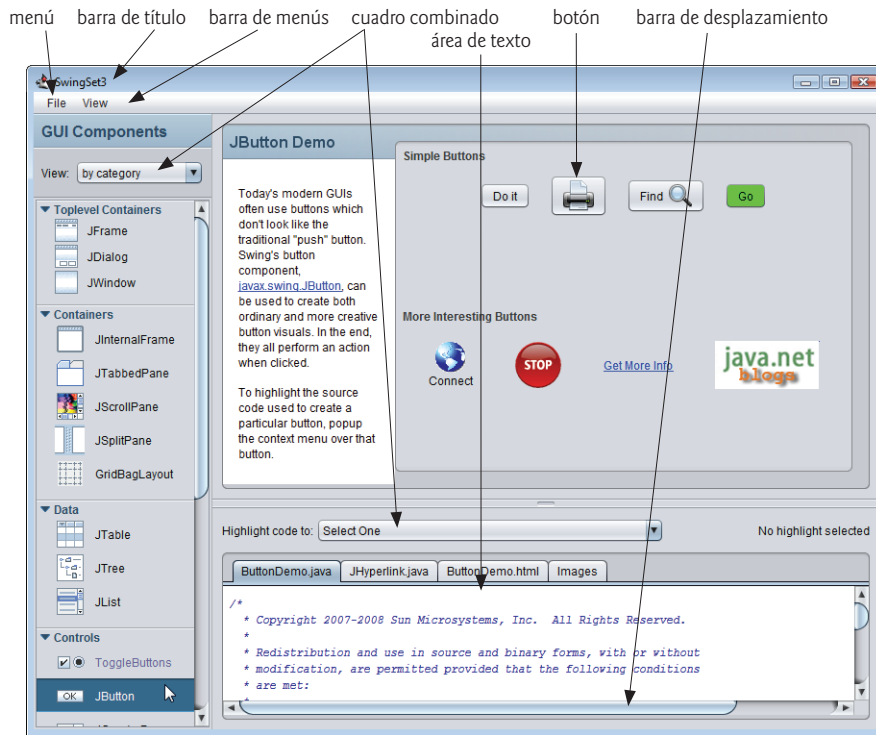 menú barra de título barra de menús cuadro combinado botón barra de desplazamiento
área de texto
SwingSet3
File View
GUI Components
View: by category
Toplevel Containers
JFrame
JDialog
JWindow
Containers
JInternalFrame
JTabbedPane
JScrollPane
JSplitPane
GridBagLayout
Data
JTable
JTree
JList
Controls
ToggleButtons
OK JButton
JButton Demo
Today's modern GUIs
often use buttons which
don't look like the
traditional "push" button.
Swing's button
component,
javax.swing.JButton, can
be used to create both
ordinary and more creative
button visuals. In the end,
they all perform an action
when clicked.
To highlight the source
code used to create a
particular button, popup
the context menu over that
button.
Simple Buttons
Do it Find Go
More Interesting Buttons
Connect
STOP
Get More Info
java.net
blogs
Highlight code to: Select One No highlight selected
ButtonDemo.java JHyperlink.java ButtonDemo.html Images
/*
* Copyright 2007-2008 Sun Microsystems, Inc. All Rights Reserved.
*
* Redistribution and use in source and binary forms, with or without
* modification, are permitted provided that the following conditions
* are met:
*